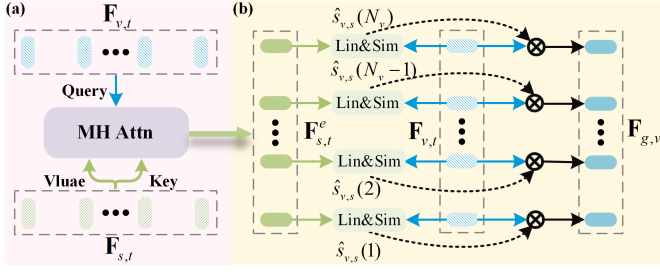 (a)
F_{v,t}
Query
MH Attn
Vluae
Key
F_{s,t}
(b)
ŝ_{v,s}(N_v)
Lin&Sim
ŝ_{v,s}(N_v−1)
Lin&Sim
F^e_{s,t}
F_{v,t}
F_{g,v}
Lin&Sim
ŝ_{v,s}(2)
Lin&Sim
ŝ_{v,s}(1)